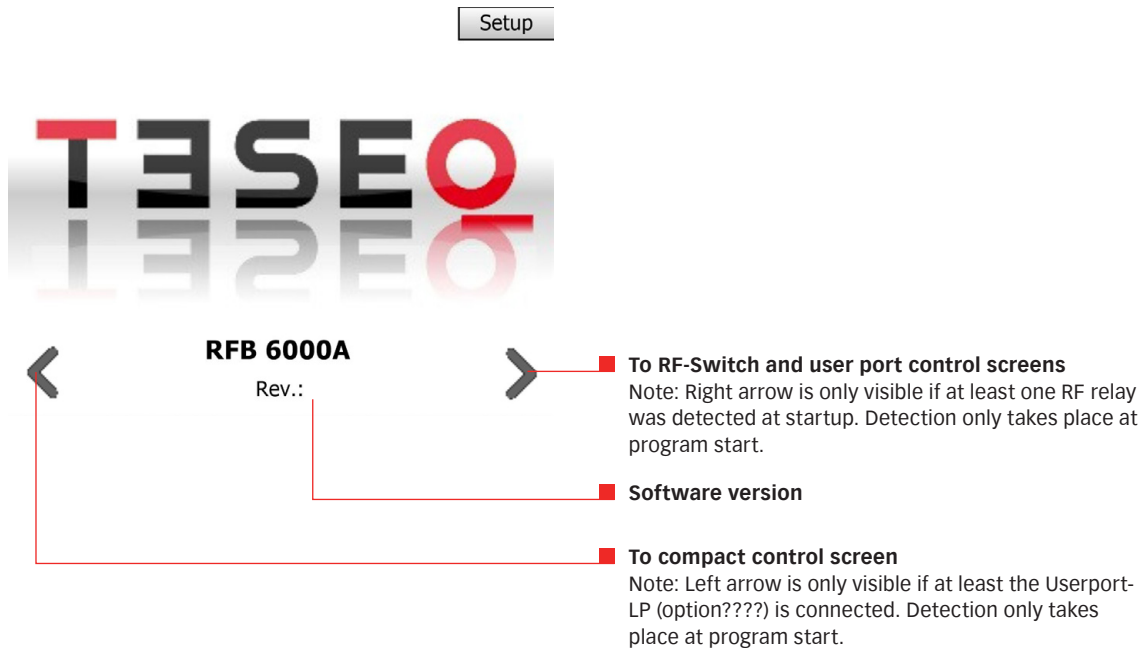 Setup
TESEQ
RFB 6000A
Rev.:
To RF-Switch and user port control screens
Note: Right arrow is only visible if at least one RF relay
was detected at startup. Detection only takes place at
program start.
Software version
To compact control screen
Note: Left arrow is only visible if at least the Userport-
LP (option????) is connected. Detection only takes
place at program start.